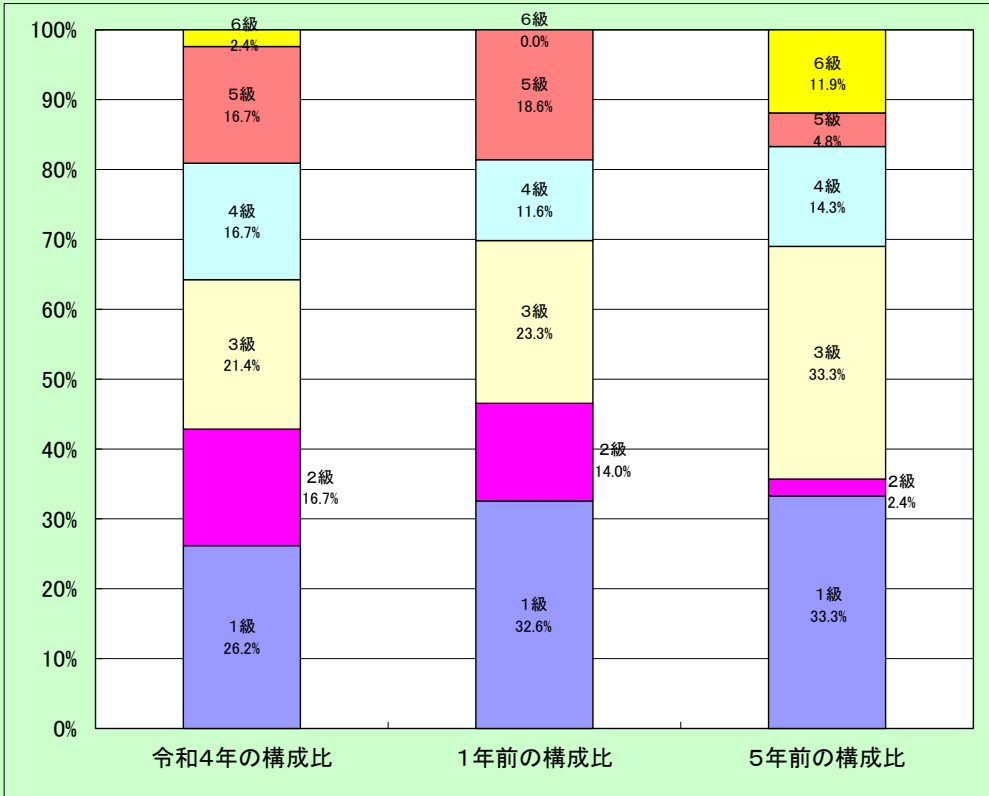 100%
90%
80%
70%
60%
50%
40%
30%
20%
10%
0%
6級
2.4%
5級
16.7%
4級
16.7%
3級
21.4%
2級
16.7%
1級
26.2%
6級
0.0%
5級
18.6%
4級
11.6%
3級
23.3%
2級
14.0%
1級
32.6%
6級
11.9%
5級
4.8%
4級
14.3%
3級
33.3%
2級
2.4%
1級
33.3%
令和4年の構成比
1年前の構成比
5年前の構成比